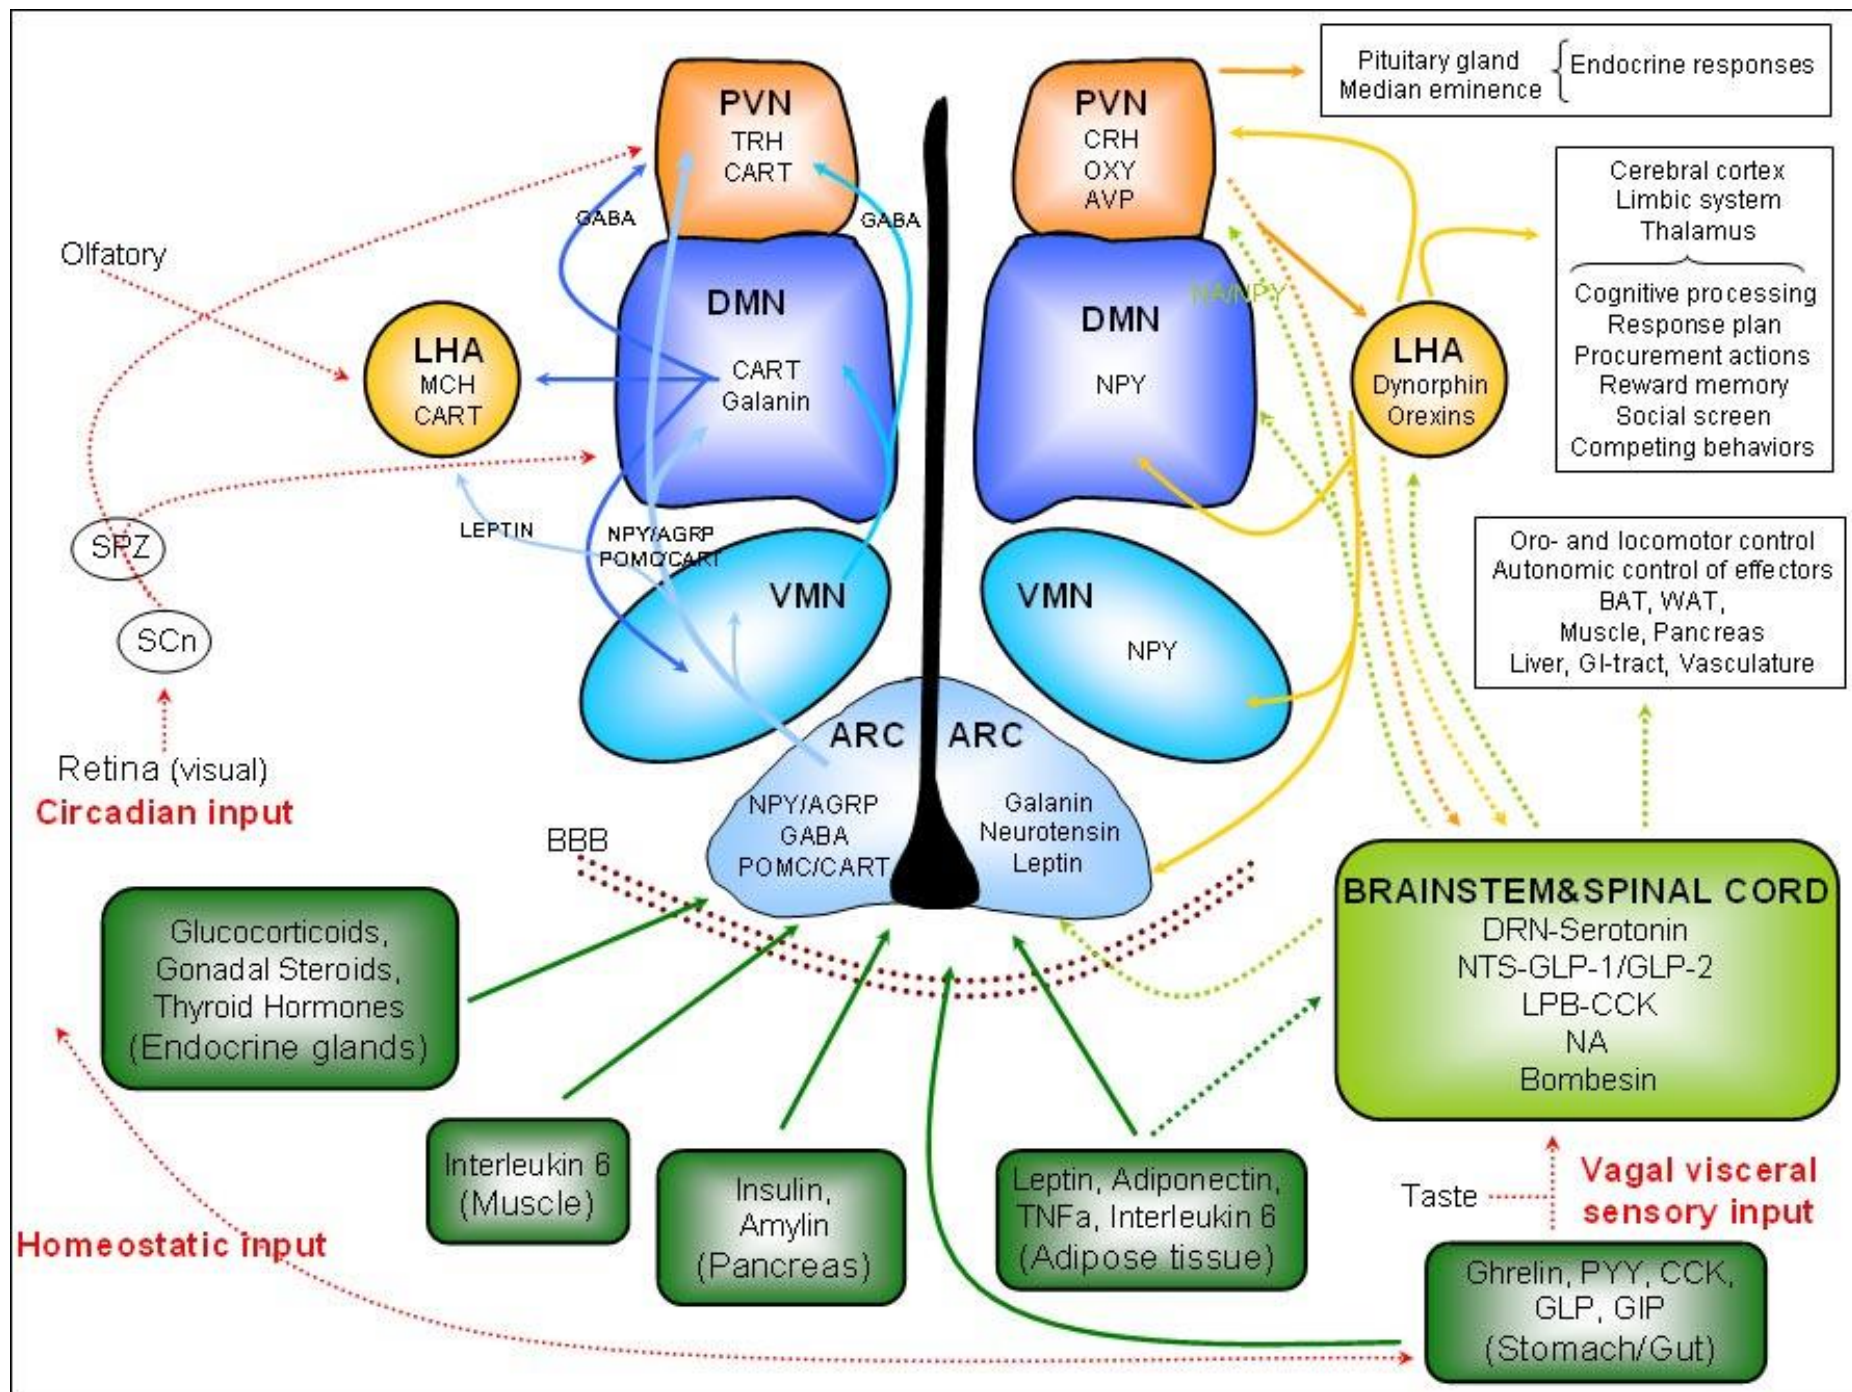 PVN
TRH
CART
PVN
CRH
OXY
AVP
Pituitary gland
Median eminence
Endocrine responses
GABA
GABA
Olfatory
DMN
CART
Galanin
DMN
NPY
NA/NPY
LHA
MCH
CART
LHA
Dynorphin
Orexins
Cerebral cortex
Limbic system
Thalamus
Cognitive processing
Response plan
Procurement actions
Reward memory
Social screen
Competing behaviors
LEPTIN
NPY/AGRP
POMC/CART
SPZ
SCn
VMN
VMN
NPY
Oro- and locomotor control
Autonomic control of effectors
BAT, WAT,
Muscle, Pancreas
Liver, GI-tract, Vasculature
Retina (visual)
Circadian input
ARC
NPY/AGRP
GABA
POMC/CART
ARC
Galanin
Neurotensin
Leptin
BBB
BRAINSTEM&SPINAL CORD
DRN-Serotonin
NTS-GLP-1/GLP-2
LPB-CCK
NA
Bombesin
Glucocorticoids,
Gonadal Steroids,
Thyroid Hormones
(Endocrine glands)
Interleukin 6
(Muscle)
Insulin,
Amylin
(Pancreas)
Leptin, Adiponectin,
TNFa, Interleukin 6
(Adipose tissue)
Taste
Vagal visceral
sensory input
Homeostatic input
Ghrelin, PYY, CCK,
GLP, GIP
(Stomach/Gut)